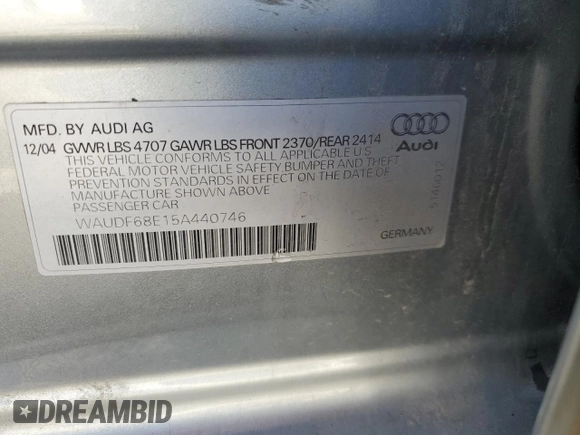 MFD. BY AUDI AG
12/04 GVWR LBS 4707 GAWR LBS FRONT 2370/REAR 2414
THIS VEHICLE CONFORMS TO ALL APPLICABLE U S
FEDERAL MOTOR VEHICLE SAFETY BUMPER AND THEFT
PREVENTION STANDARDS IN EFFECT ON THE DATE OF
MANUFACTURE SHOWN ABOVE
PASSENGER CAR
WAUDF68E15A440746
Audi
GERMANY
DREAMBID